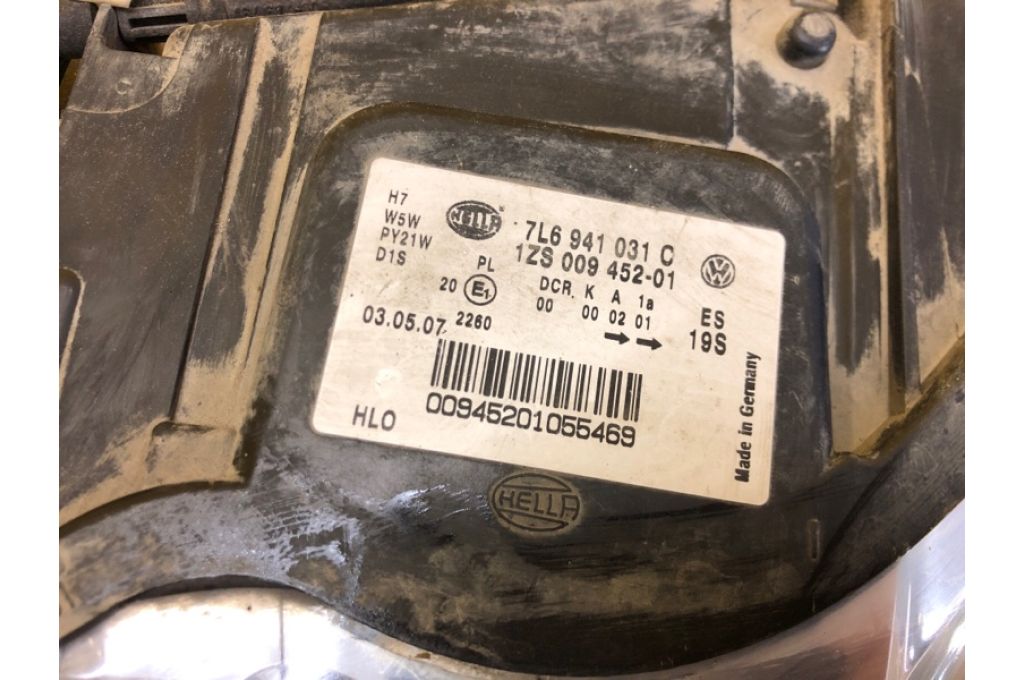 H7
W5W
PY21W
D1S
HELLA
7L6 941 031 C
1ZS 009 452-01
PL
20 E1
2260
DCR K A 1a
00 00 02 01
ES
19S
03.05.07
HLO
00945201055469
Made in Germany
HELLA